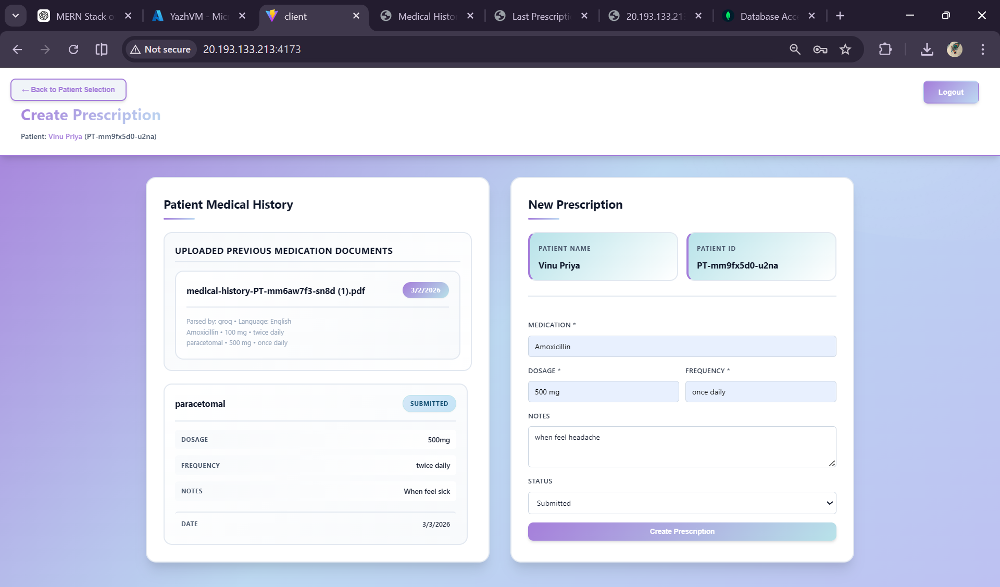 MERN Stack o
YazhVM - Mic
client
Medical Histor
Last Prescripti
20.193.133.21
Database Acc
Not secure
20.193.133.213:4173
← Back to Patient Selection
Logout
Create Prescription
Patient: Vinu Priya (PT-mm9fx5d0-u2na)
Patient Medical History
UPLOADED PREVIOUS MEDICATION DOCUMENTS
medical-history-PT-mm6aw7f3-sn8d (1).pdf
3/2/2026
Parsed by: groq • Language: English
Amoxicillin • 100 mg • twice daily
paracetomal • 500 mg • once daily
paracetomal
SUBMITTED
DOSAGE
500mg
FREQUENCY
twice daily
NOTES
When feel sick
DATE
3/3/2026
New Prescription
PATIENT NAME
Vinu Priya
PATIENT ID
PT-mm9fx5d0-u2na
MEDICATION *
Amoxicillin
DOSAGE *
500 mg
FREQUENCY *
once daily
NOTES
when feel headache
STATUS
Submitted
Create Prescription